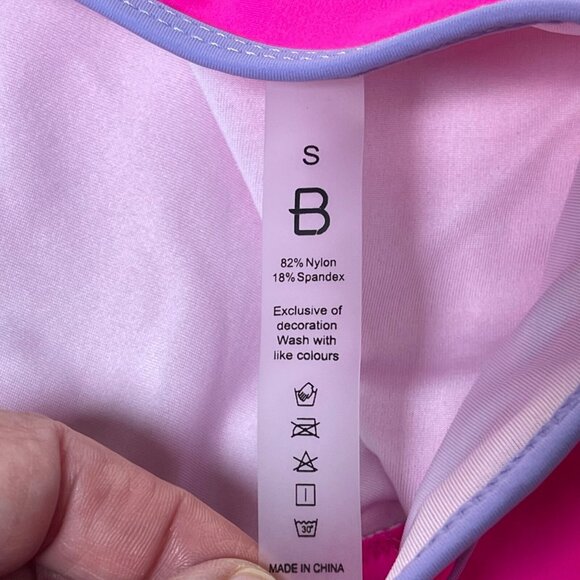 S
B
82% Nylon
18% Spandex
Exclusive of
decoration
Wash with
like colours
30°
MADE IN CHINA